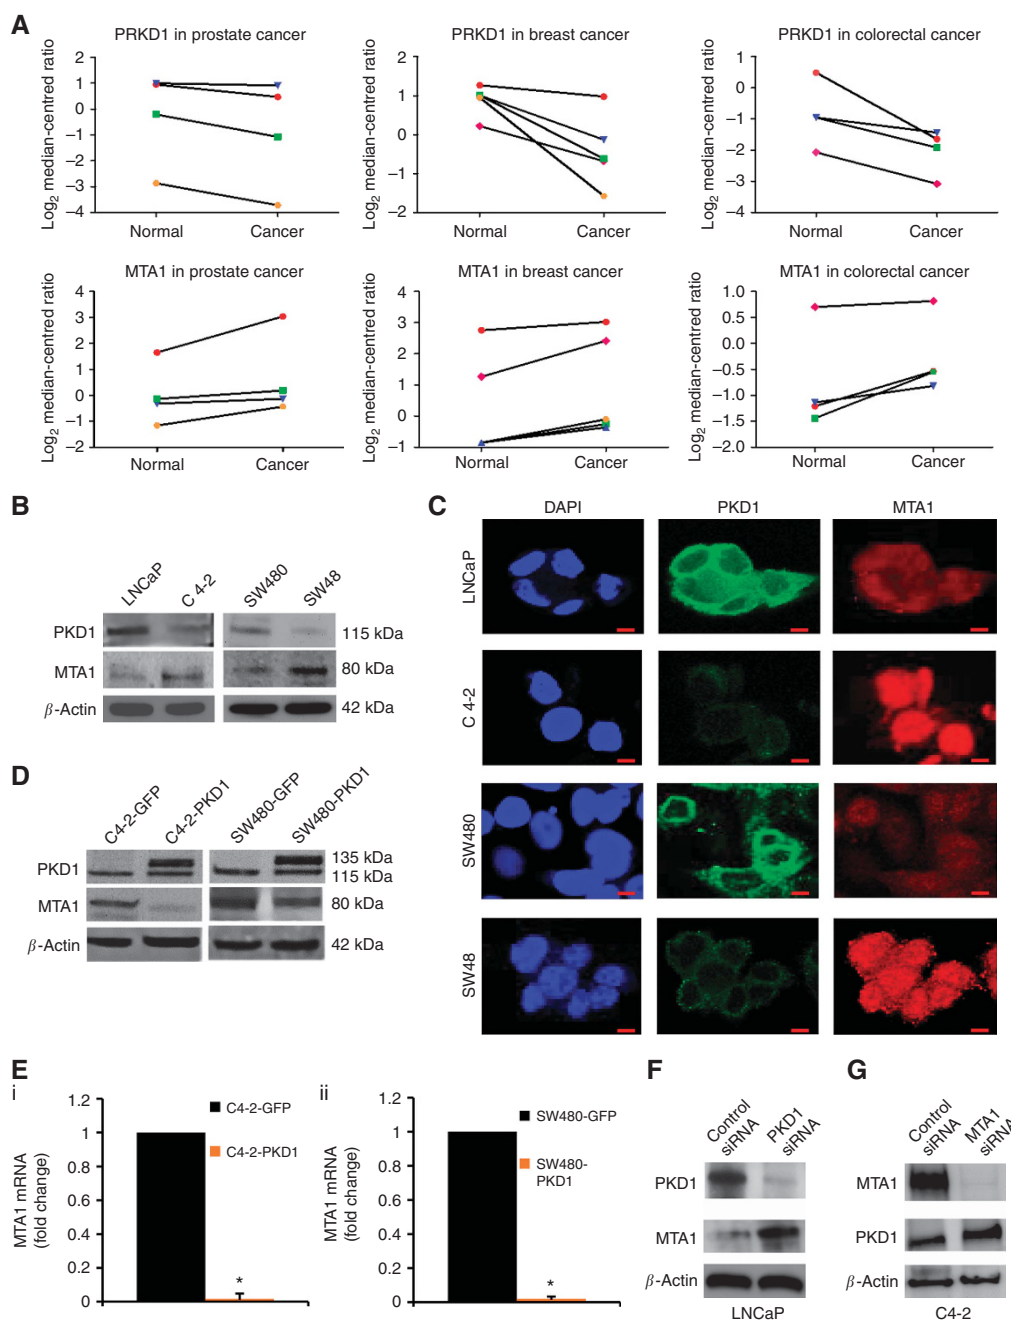 A
PRKD1 in prostate cancer
Log2 median-centred ratio
2
1
0
−1
−2
−3
−4
Normal
Cancer
PRKD1 in breast cancer
Log2 median-centred ratio
2
1
0
−1
−2
Normal
Cancer
PRKD1 in colorectal cancer
Log2 median-centred ratio
1
0
−1
−2
−3
−4
Normal
Cancer
MTA1 in prostate cancer
Log2 median-centred ratio
4
3
2
1
0
−1
−2
Normal
Cancer
MTA1 in breast cancer
Log2 median-centred ratio
4
3
2
1
0
−1
Normal
Cancer
MTA1 in colorectal cancer
Log2 median-centred ratio
1.0
0.5
0.0
−0.5
−1.0
−1.5
−2.0
Normal
Cancer
B
LNCaP
C 4-2
SW480
SW48
PKD1
115 kDa
MTA1
80 kDa
β-Actin
42 kDa
C
DAPI
PKD1
MTA1
LNCaP
C 4-2
SW480
SW48
D
C4-2-GFP
C4-2-PKD1
SW480-GFP
SW480-PKD1
PKD1
135 kDa
115 kDa
MTA1
80 kDa
β-Actin
42 kDa
E
i
MTA1 mRNA
(fold change)
1.2
1
0.8
0.6
0.4
0.2
0
C4-2-GFP
C4-2-PKD1
*
ii
MTA1 mRNA
(fold change)
1.2
1
0.8
0.6
0.4
0.2
0
SW480-GFP
SW480-
PKD1
*
F
Control
siRNA
PKD1
siRNA
PKD1
MTA1
β-Actin
LNCaP
G
Control
siRNA
MTA1
siRNA
MTA1
PKD1
β-Actin
C4-2